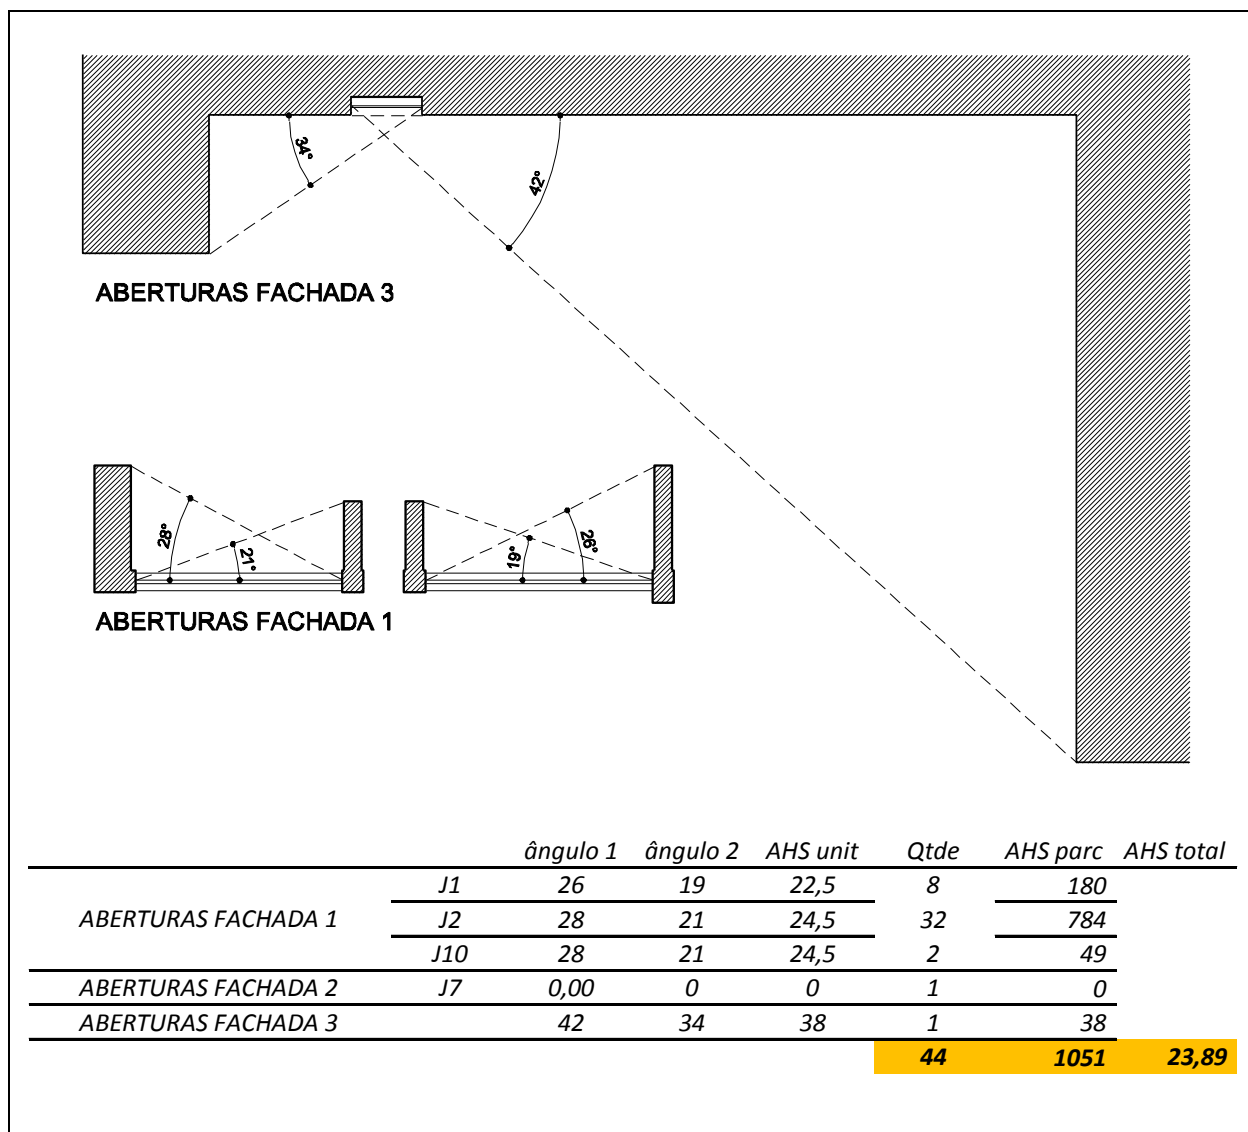 34°
42°
ABERTURAS FACHADA 3
28°
21°
19°
26°
ABERTURAS FACHADA 1
ângulo 1 ângulo 2 AHS unit Qtde AHS parc AHS total
J1 26 19 22,5 8 180
ABERTURAS FACHADA 1 J2 28 21 24,5 32 784
J10 28 21 24,5 2 49
ABERTURAS FACHADA 2 J7 0,00 0 0 1 0
ABERTURAS FACHADA 3 42 34 38 1 38
44 1051 23,89